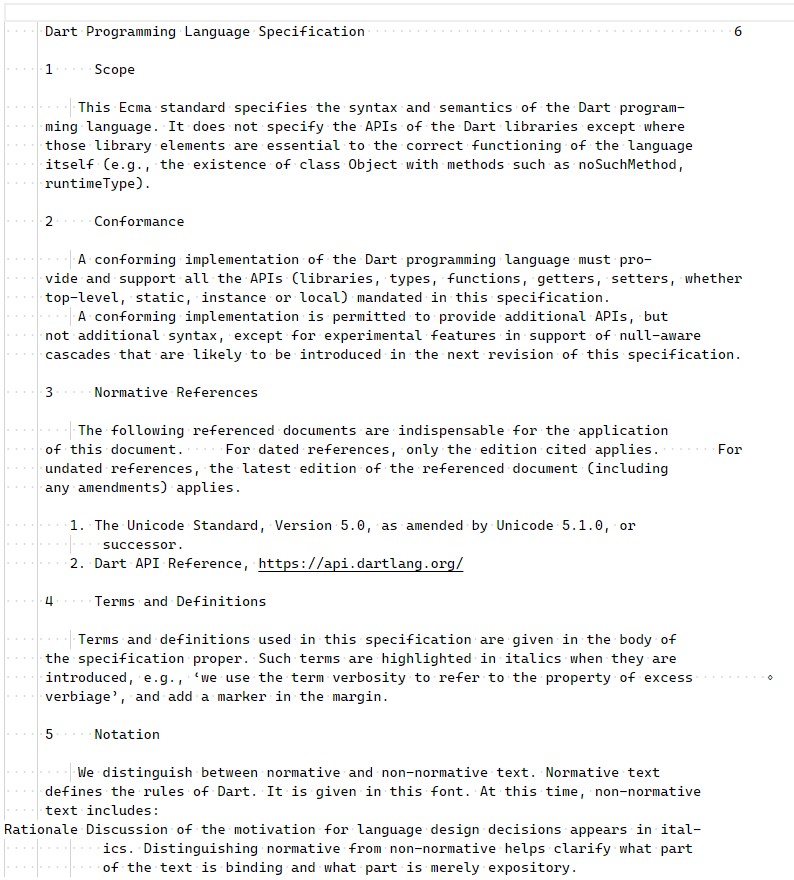 Dart Programming Language Specification 6
1 Scope
This Ecma standard specifies the syntax and semantics of the Dart program-
ming language. It does not specify the APIs of the Dart libraries except where
those library elements are essential to the correct functioning of the language
itself (e.g., the existence of class Object with methods such as noSuchMethod,
runtimeType).
2 Conformance
A conforming implementation of the Dart programming language must pro-
vide and support all the APIs (libraries, types, functions, getters, setters, whether
top-level, static, instance or local) mandated in this specification.
A conforming implementation is permitted to provide additional APIs, but
not additional syntax, except for experimental features in support of null-aware
cascades that are likely to be introduced in the next revision of this specification.
3 Normative References
The following referenced documents are indispensable for the application
of this document. For dated references, only the edition cited applies. For
undated references, the latest edition of the referenced document (including
any amendments) applies.
1. The Unicode Standard, Version 5.0, as amended by Unicode 5.1.0, or
successor.
2. Dart API Reference, https://api.dartlang.org/
4 Terms and Definitions
Terms and definitions used in this specification are given in the body of
the specification proper. Such terms are highlighted in italics when they are
introduced, e.g., ‘we use the term verbosity to refer to the property of excess ⋄
verbiage’, and add a marker in the margin.
5 Notation
We distinguish between normative and non-normative text. Normative text
defines the rules of Dart. It is given in this font. At this time, non-normative
text includes:
Rationale Discussion of the motivation for language design decisions appears in ital-
ics. Distinguishing normative from non-normative helps clarify what part
of the text is binding and what part is merely expository.